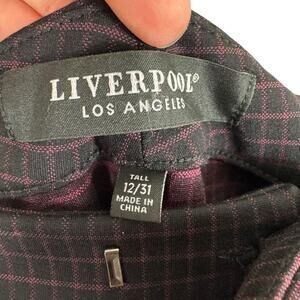 LIVERPOOL®
LOS ANGELES
TALL
12/31
MADE IN
CHINA